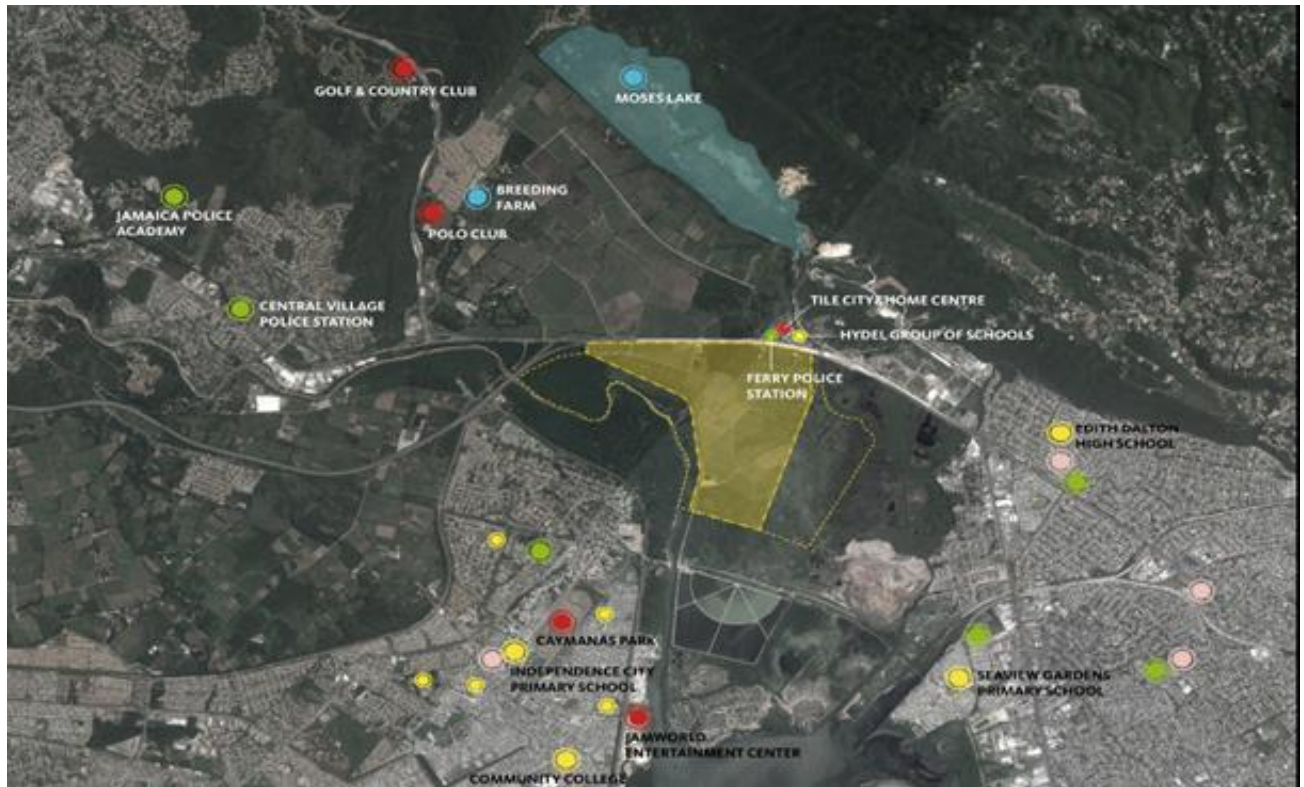 GOLF & COUNTRY CLUB
MOSES LAKE
BREEDING
FARM
JAMAICA POLICE
ACADEMY
POLO CLUB
CENTRAL VILLAGE
POLICE STATION
TILE CITY&HOME CENTRE
HYDEL GROUP OF SCHOOLS
FERRY POLICE
STATION
EDITH DALTON
HIGH SCHOOL
CAYMANAS PARK
INDEPENDENCE CITY
PRIMARY SCHOOL
SEAVIEW GARDENS
PRIMARY SCHOOL
JAMWORLD
ENTERTAINMENT CENTER
COMMUNITY COLLEGE